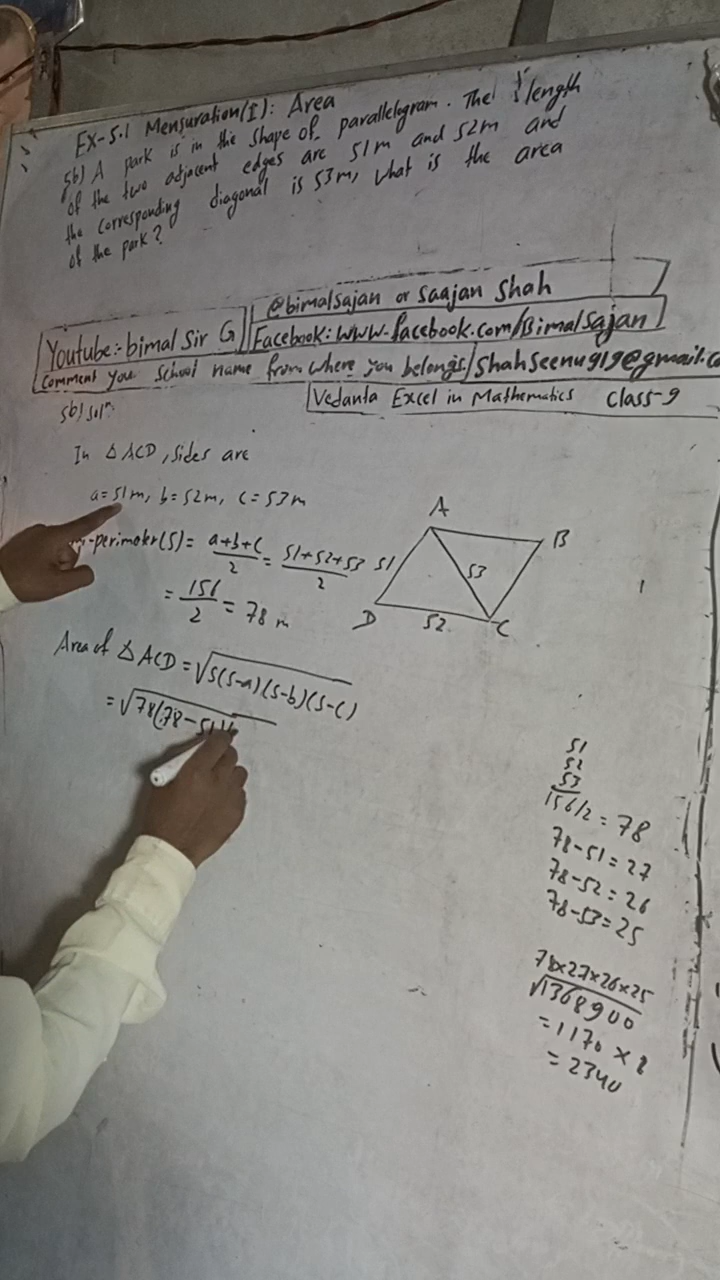 Ex-5.1 Mensuration(I): Area
5b) A park is in the shape of parallelogram. The length
of the two adjacent edges are 51m and 52m and
the corresponding diagonal is 53m, what is the area
of the park?
@bimalsajan or Saajan Shah
Youtube:- bimal Sir G
Facebook: www.facebook.com/Bimalsajan
Comment your School name from where you belongs/Shahseenu919@gmail.co
Vedanta Excel in Mathematics Class-9
5b) Solⁿ:
In △ ACD, sides are
a=51m, b=52m, c=53m
-perimeter(s) = a+b+c/2 = 51+52+53/2
= 156/2 = 78 m
Area of △ ACD = √s(s-a)(s-b)(s-c)
= √78(78-51)(
A
B
51
53
D
52
C
51
52
53
156/2 = 78
78-51=27
78-52=26
78-53=25
78×27×26×25
√1368900
=1170×2
=2340